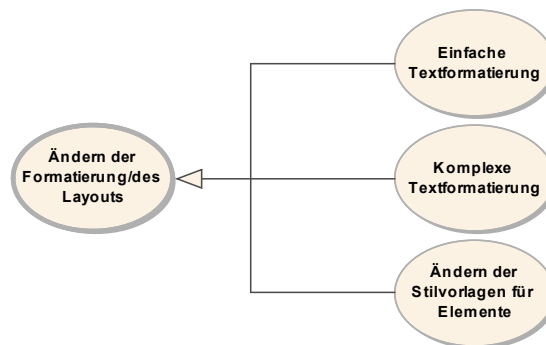 Ändern der
Formatierung/des
Layouts
Einfache
Textformatierung
Komplexe
Textformatierung
Ändern der
Stilvorlagen für
Elemente